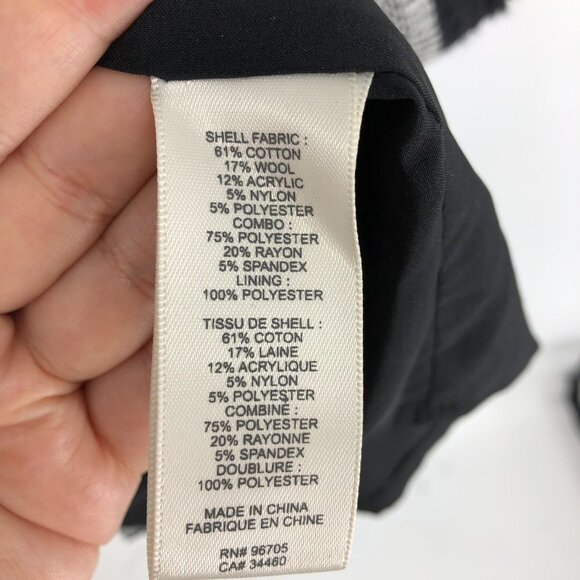 SHELL FABRIC :
61% COTTON
17% WOOL
12% ACRYLIC
5% NYLON
5% POLYESTER
COMBO :
75% POLYESTER
20% RAYON
5% SPANDEX
LINING :
100% POLYESTER
TISSU DE SHELL :
61% COTON
17% LAINE
12% ACRYLIQUE
5% NYLON
5% POLYESTER
COMBINÉ :
75% POLYESTER
20% RAYONNE
5% SPANDEX
DOUBLURE :
100% POLYESTER
MADE IN CHINA
FABRIQUE EN CHINE
RN# 96705
CA# 34460